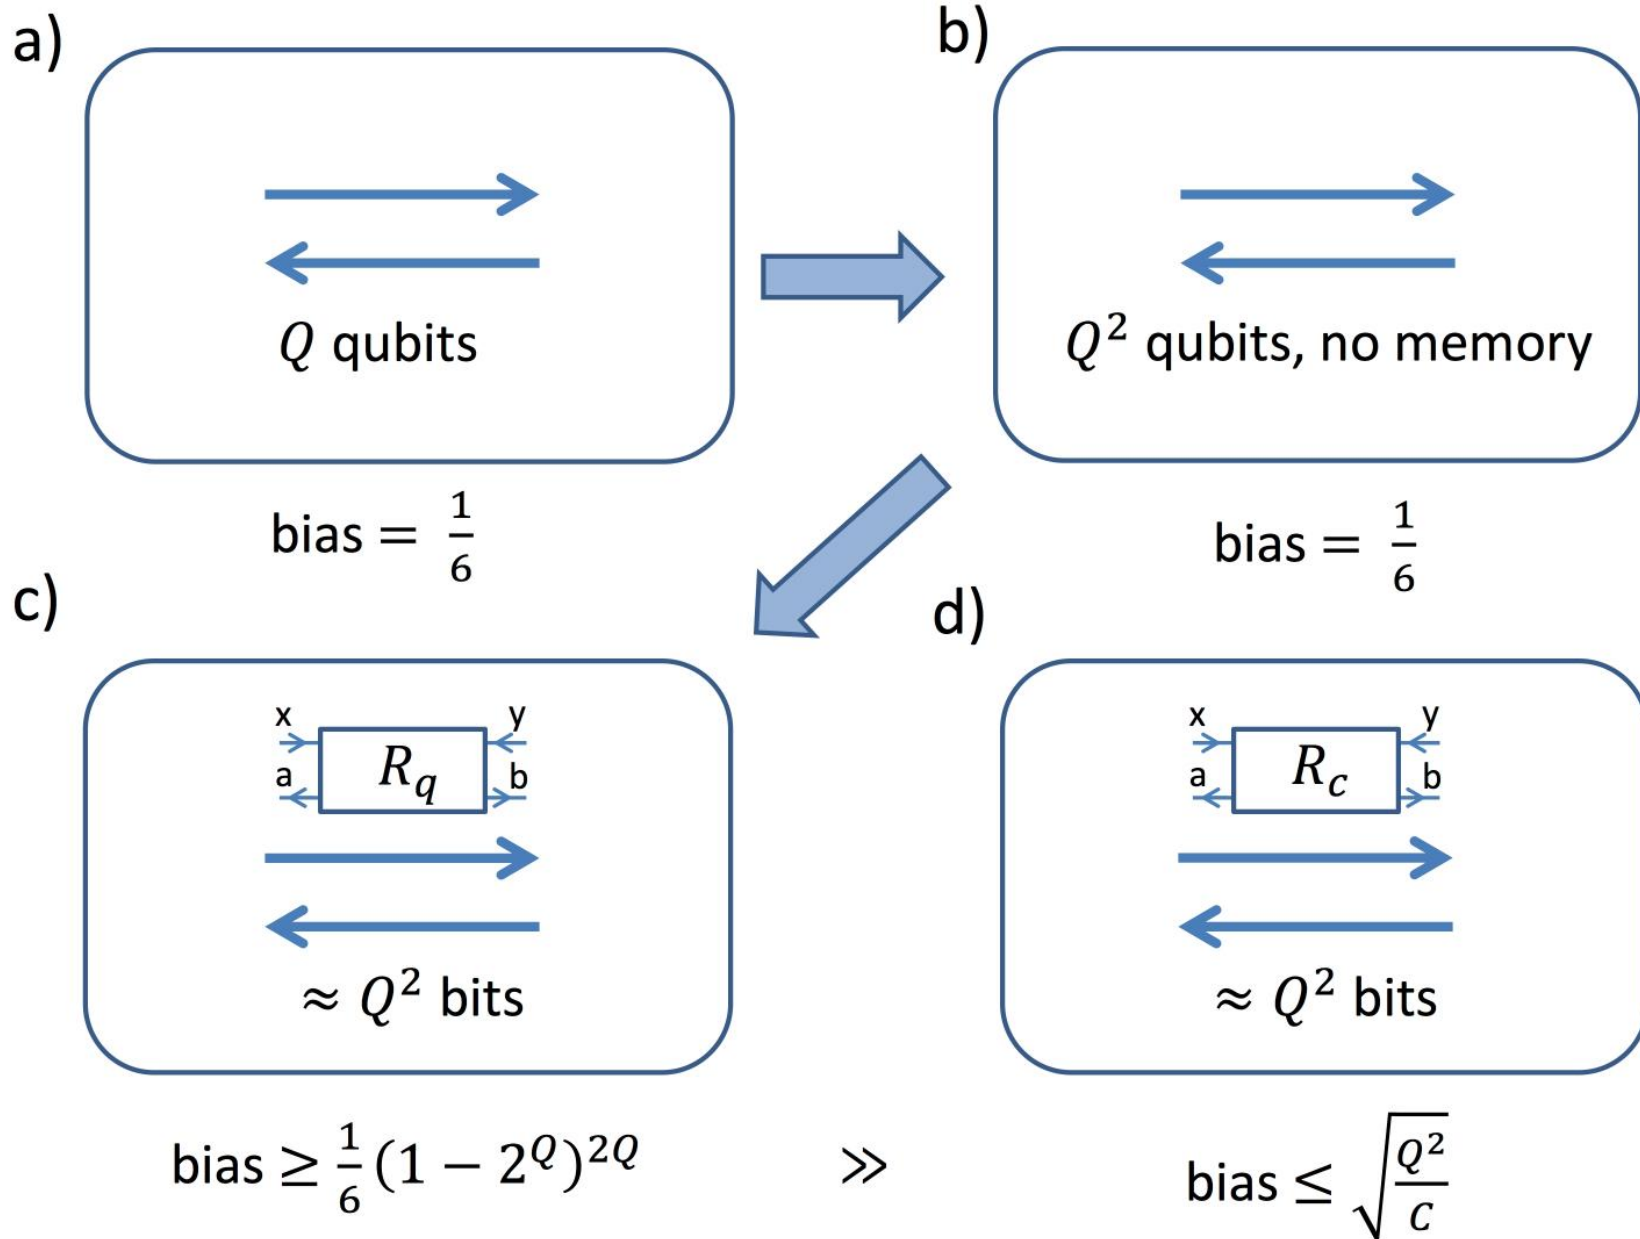 a)
Q qubits
bias = 1/6
b)
Q² qubits, no memory
bias = 1/6
c)
x y
R_q
a b
≈ Q² bits
bias ≥ 1/6 (1 − 2^Q)^{2Q}
≫
d)
x y
R_c
a b
≈ Q² bits
bias ≤ √(Q²/C)